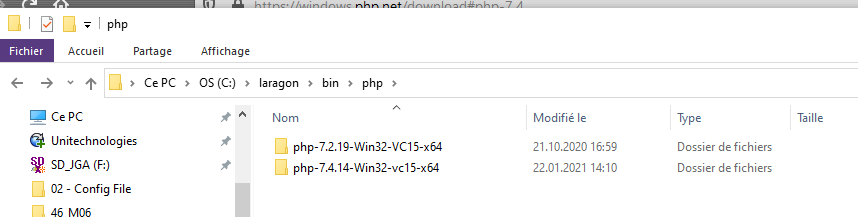 https://windows.php.net/download#php-7.4
php
Fichier Accueil Partage Affichage
Ce PC > OS (C:) > laragon > bin > php >
Nom Modifié le Type Taille
Ce PC
Unitechnologies
SD_JGA (F:)
02 - Config File
46_M06
php-7.2.19-Win32-VC15-x64 21.10.2020 16:59 Dossier de fichiers
php-7.4.14-Win32-vc15-x64 22.01.2021 14:10 Dossier de fichiers